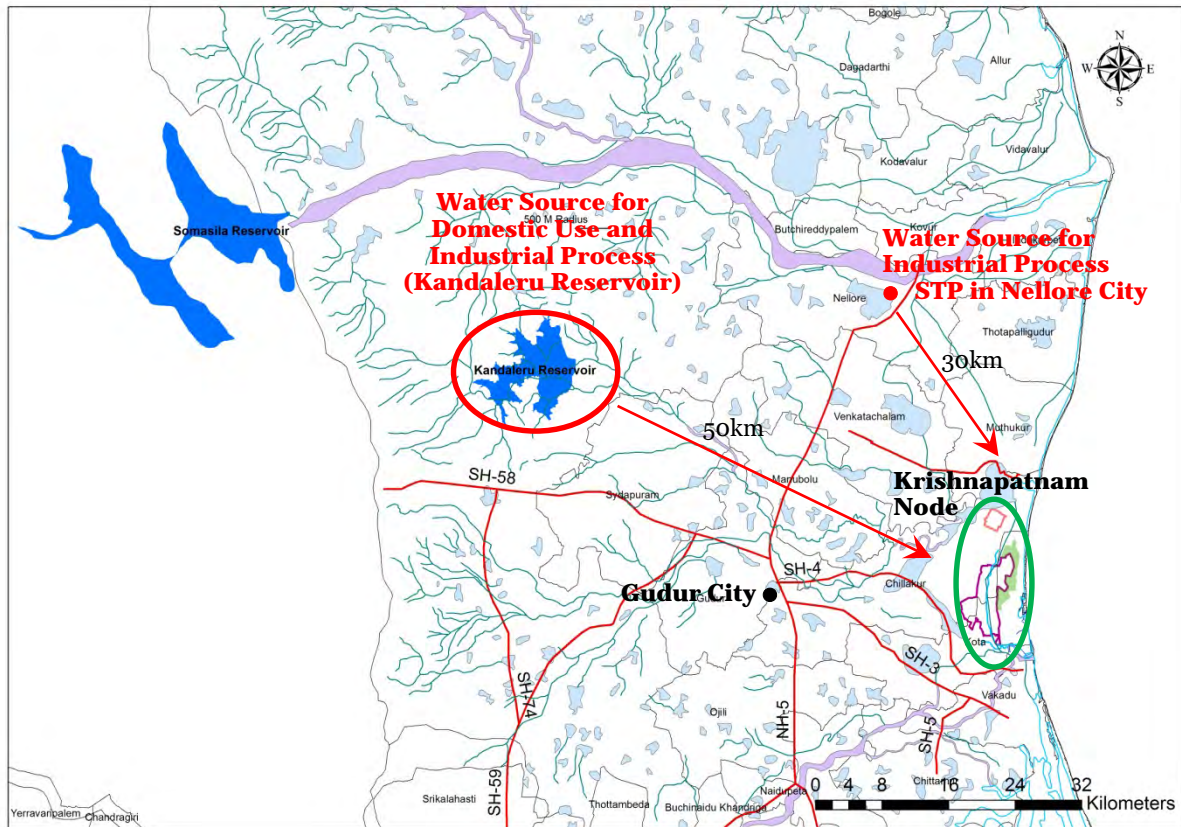 Bogole
Allur
Dagadarthi
N
W
E
S
Kodavalur
Vidavalur
Water Source for
500 M Radius
Domestic Use and
Industrial Process
(Kandaleru Reservoir)
Somasila Reservoir
Butchireddypalem
Kovur
Water Source for
Industrial Process
STP in Nellore City
Nellore
Thotapalligudur
30km
Kandaleru Reservoir
50km
Venkatachalam
Muthukur
SH-58
Sydapuram
Manubolu
Krishnapatnam
Node
SH-4
Chillakur
Gudur City
Gudur
Kota
SH-3
SH-74
Vakadu
Ojili
NH-5
SH-5
SH-59
Srikalahasti
Thottambeda
Buchinaidu Khandriga
Naidupeta
0 4 8 16 24 32
Kilometers
Yerravaripalem
Chandragiri